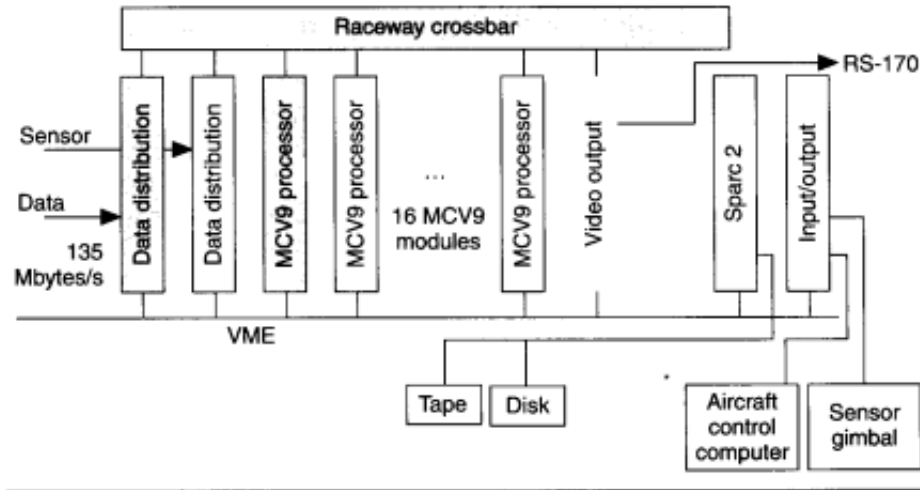 Raceway crossbar
RS-170
Sensor
Data
135
Mbytes/s
Data distribution
Data distribution
MCV9 processor
MCV9 processor
...
16 MCV9
modules
MCV9 processor
Video output
Sparc 2
Input/output
VME
Tape
Disk
Aircraft
control
computer
Sensor
gimbal